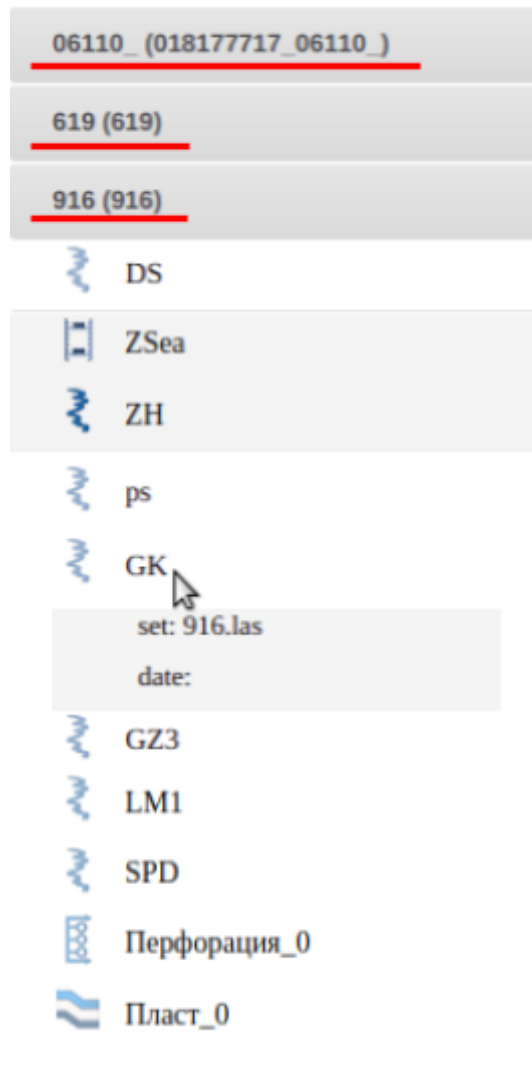 06110_ (018177717_06110_)
619 (619)
916 (916)
DS
ZSea
ZH
ps
GK
set: 916.las
date:
GZ3
LM1
SPD
Перфорация_0
Пласт_0